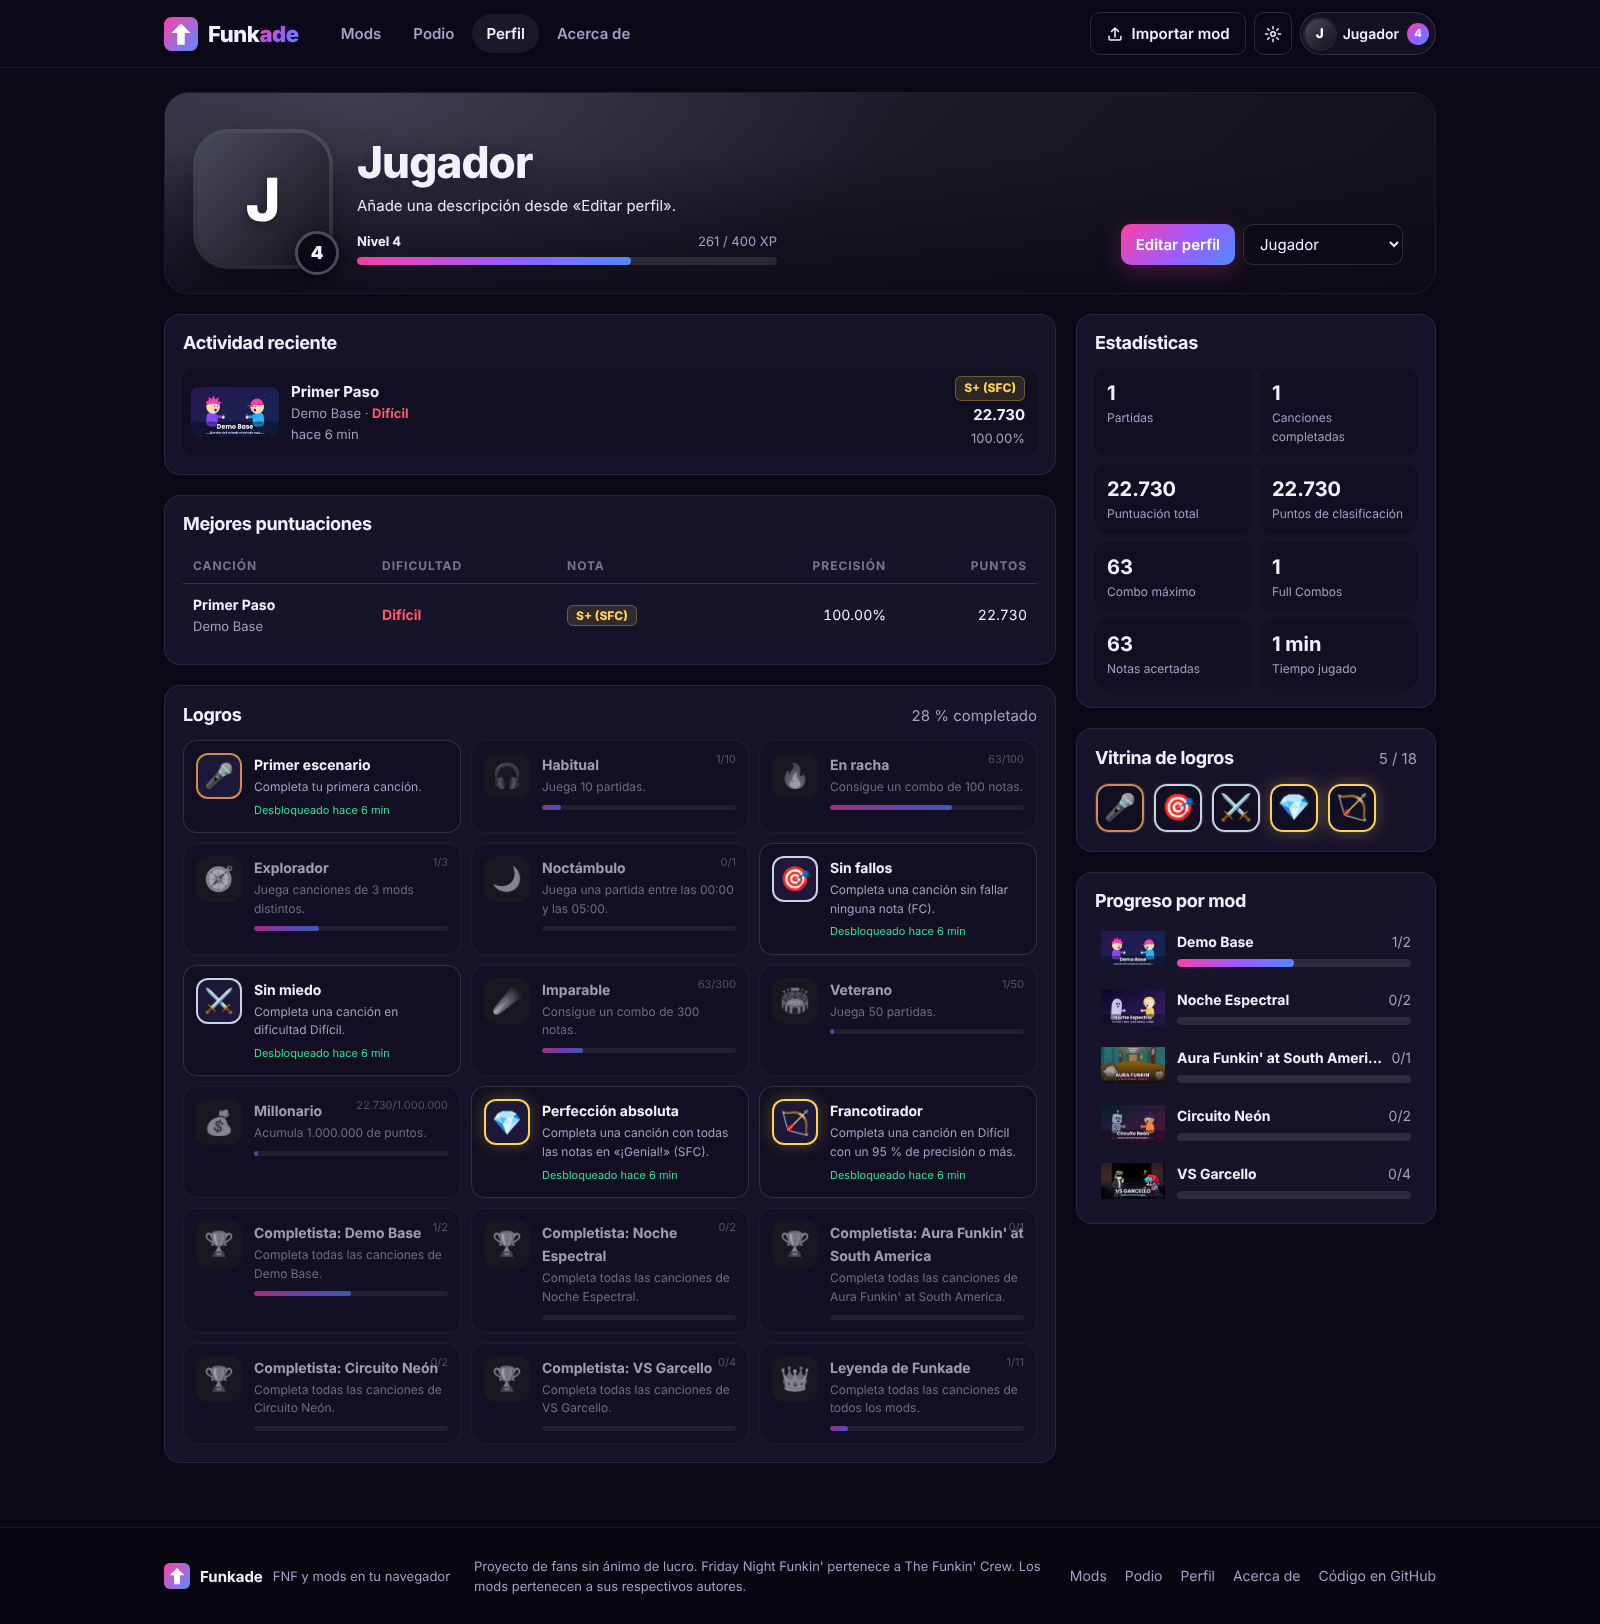 Funkade
Mods
Podio
Perfil
Acerca de
Importar mod
J
Jugador
4
J
4
Jugador
Añade una descripción desde «Editar perfil».
Nivel 4
261 / 400 XP
Editar perfil
Jugador
Actividad reciente
Demo Base
Primer Paso
Demo Base · Difícil
hace 6 min
S+ (SFC)
22.730
100.00%
Mejores puntuaciones
CANCIÓN DIFICULTAD NOTA PRECISIÓN PUNTOS
Primer Paso
Demo Base
Difícil
S+ (SFC)
100.00%
22.730
Logros
28 % completado
Primer escenario
Completa tu primera canción.
Desbloqueado hace 6 min
Habitual
1/10
Juega 10 partidas.
En racha
63/100
Consigue un combo de 100 notas.
Explorador
1/3
Juega canciones de 3 mods
distintos.
Noctámbulo
0/1
Juega una partida entre las 00:00
y las 05:00.
Sin fallos
Completa una canción sin fallar
ninguna nota (FC).
Desbloqueado hace 6 min
Sin miedo
Completa una canción en
dificultad Difícil.
Desbloqueado hace 6 min
Imparable
63/300
Consigue un combo de 300
notas.
Veterano
1/50
Juega 50 partidas.
Millonario
22.730/1.000.000
Acumula 1.000.000 de puntos.
Perfección absoluta
Completa una canción con todas
las notas en «¡Genial!» (SFC).
Desbloqueado hace 6 min
Francotirador
Completa una canción en Difícil
con un 95 % de precisión o más.
Desbloqueado hace 6 min
Completista: Demo Base
1/2
Completa todas las canciones de
Demo Base.
Completista: Noche
Espectral
0/2
Completa todas las canciones de
Noche Espectral.
Completista: Aura Funkin' at
South America
0/1
Completa todas las canciones de
Aura Funkin' at South America.
Completista: Circuito Neón
0/2
Completa todas las canciones de
Circuito Neón.
Completista: VS Garcello
0/4
Completa todas las canciones de
VS Garcello.
Leyenda de Funkade
1/11
Completa todas las canciones de
todos los mods.
Estadísticas
1
Partidas
1
Canciones
completadas
22.730
Puntuación total
22.730
Puntos de clasificación
63
Combo máximo
1
Full Combos
63
Notas acertadas
1 min
Tiempo jugado
Vitrina de logros
5 / 18
Progreso por mod
Demo Base
Demo Base
1/2
Noche Espectral
Noche Espectral
0/2
AURA FUNKIN'
Aura Funkin' at South Ameri...
0/1
Circuito Neón
Circuito Neón
0/2
VS GARCELLO
VS Garcello
0/4
Funkade
FNF y mods en tu navegador
Proyecto de fans sin ánimo de lucro. Friday Night Funkin' pertenece a The Funkin' Crew. Los
mods pertenecen a sus respectivos autores.
Mods
Podio
Perfil
Acerca de
Código en GitHub